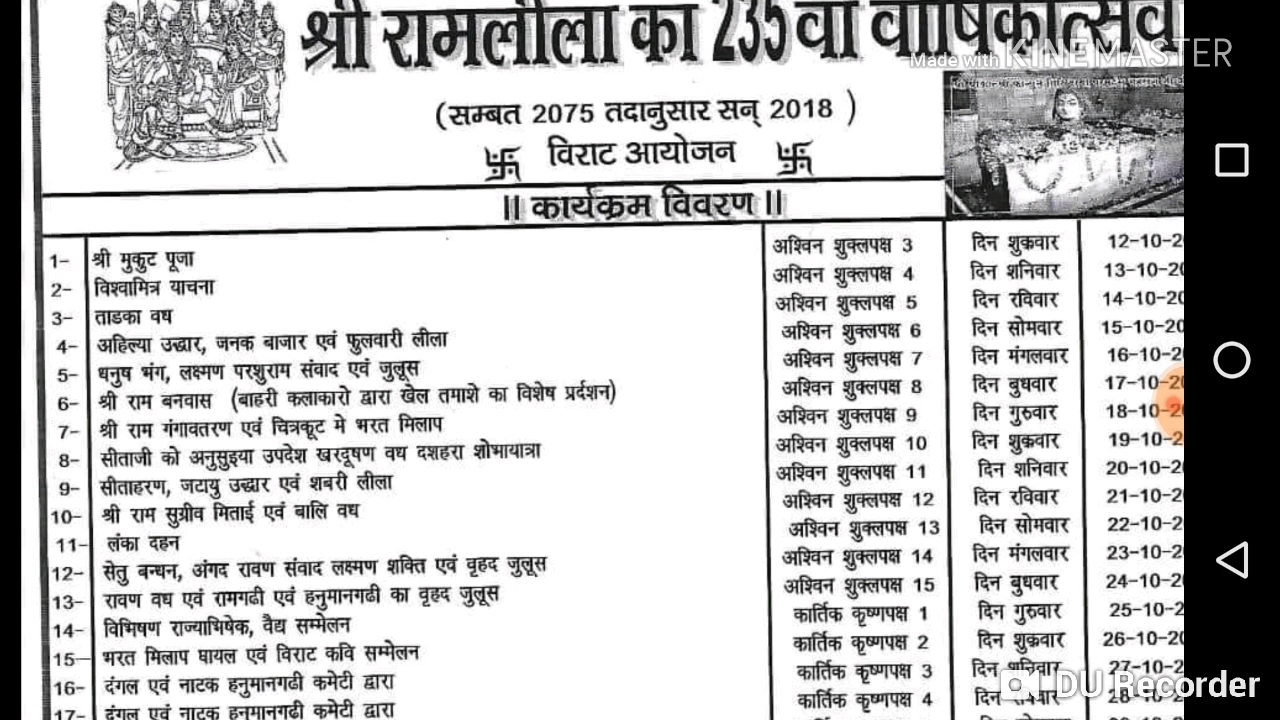 श्री रामलीला का 235 वां वार्षिकोत्सव
Made with KINEMASTER
(सम्बत 2075 तदानुसार सन् 2018 )
卐 विराट आयोजन 卐
|| कार्यक्रम विवरण ||
1- श्री मुकुट पूजा अश्विन शुक्लपक्ष 3 दिन शुक्रवार 12-10-2
2- विश्वामित्र याचना अश्विन शुक्लपक्ष 4 दिन शनिवार 13-10-20
3- ताडका वध अश्विन शुक्लपक्ष 5 दिन रविवार 14-10-20
4- अहिल्या उद्धार, जनक बाजार एवं फुलवारी लीला अश्विन शुक्लपक्ष 6 दिन सोमवार 15-10-20
5- धनुष भंग, लक्ष्मण परशुराम संवाद एवं जुलूस अश्विन शुक्लपक्ष 7 दिन मंगलवार 16-10-20
6- श्री राम बनवास (बाहरी कलाकारो द्वारा खेल तमाशे का विशेष प्रर्दशन) अश्विन शुक्लपक्ष 8 दिन बुधवार 17-10-20
7- श्री राम गंगावतरण एवं चित्रकूट मे भरत मिलाप अश्विन शुक्लपक्ष 9 दिन गुरुवार 18-10-2
8- सीताजी को अनुसुइया उपदेश खरदूषण वध दशहरा शोभायात्रा अश्विन शुक्लपक्ष 10 दिन शुक्रवार 19-10-2
9- सीताहरण, जटायु उद्धार एवं शबरी लीला अश्विन शुक्लपक्ष 11 दिन शनिवार 20-10-20
10- श्री राम सुग्रीव मिताई एवं बालि वध अश्विन शुक्लपक्ष 12 दिन रविवार 21-10-2
11- लंका दहन अश्विन शुक्लपक्ष 13 दिन सोमवार 22-10-2
12- सेतु बन्धन, अंगद रावण संवाद लक्ष्मण शक्ति एवं वृहद जुलूस अश्विन शुक्लपक्ष 14 दिन मंगलवार 23-10-2
13- रावण वध एवं रामगढी एवं हनुमानगढी का वृहद जुलूस अश्विन शुक्लपक्ष 15 दिन बुधवार 24-10-20
14- विभिषण राज्याभिषेक, वैद्य सम्मेलन कार्तिक कृष्णपक्ष 1 दिन गुरुवार 25-10-2
15- भरत मिलाप घायल एवं विराट कवि सम्मेलन कार्तिक कृष्णपक्ष 2 दिन शुक्रवार 26-10-20
16- दंगल एवं नाटक हनुमानगढी कमेटी द्वारा कार्तिक कृष्णपक्ष 3 दिन शनिवार 27-10-20
17- दंगल एवं नाटक हनुमानगढी कमेटी द्वारा कार्तिक कृष्णपक्ष 4 दिन 28-10-20
DU Recorder